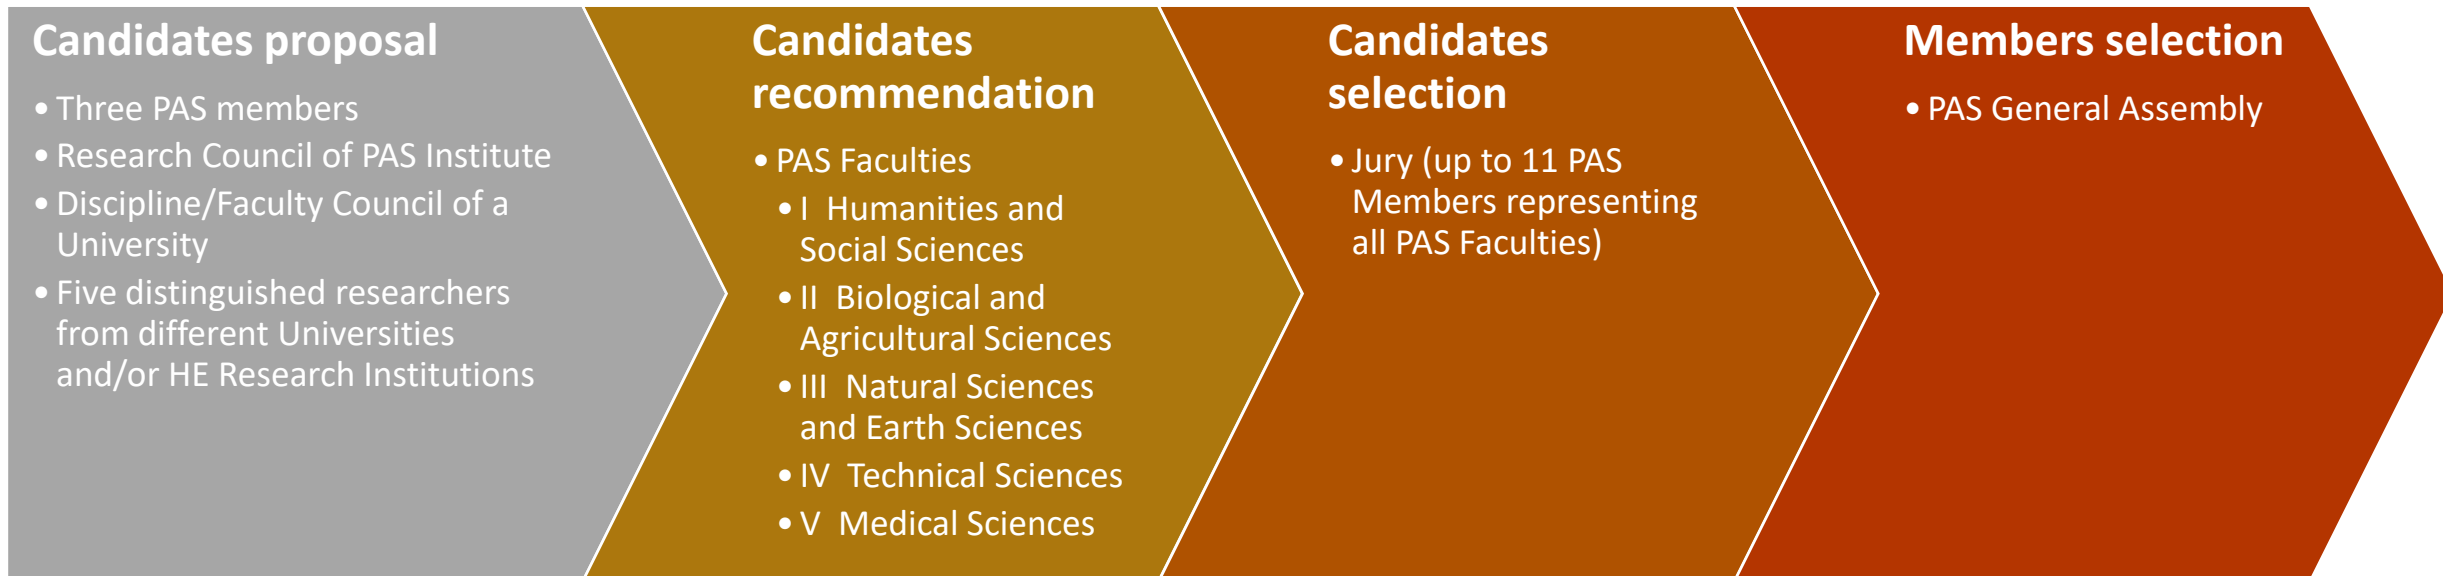 Candidates proposal
• Three PAS members
• Research Council of PAS Institute
• Discipline/Faculty Council of a
University
• Five distinguished researchers
from different Universities
and/or HE Research Institutions
Candidates
recommendation
• PAS Faculties
• I Humanities and
Social Sciences
• II Biological and
Agricultural Sciences
• III Natural Sciences
and Earth Sciences
• IV Technical Sciences
• V Medical Sciences
Candidates
selection
• Jury (up to 11 PAS
Members representing
all PAS Faculties)
Members selection
• PAS General Assembly